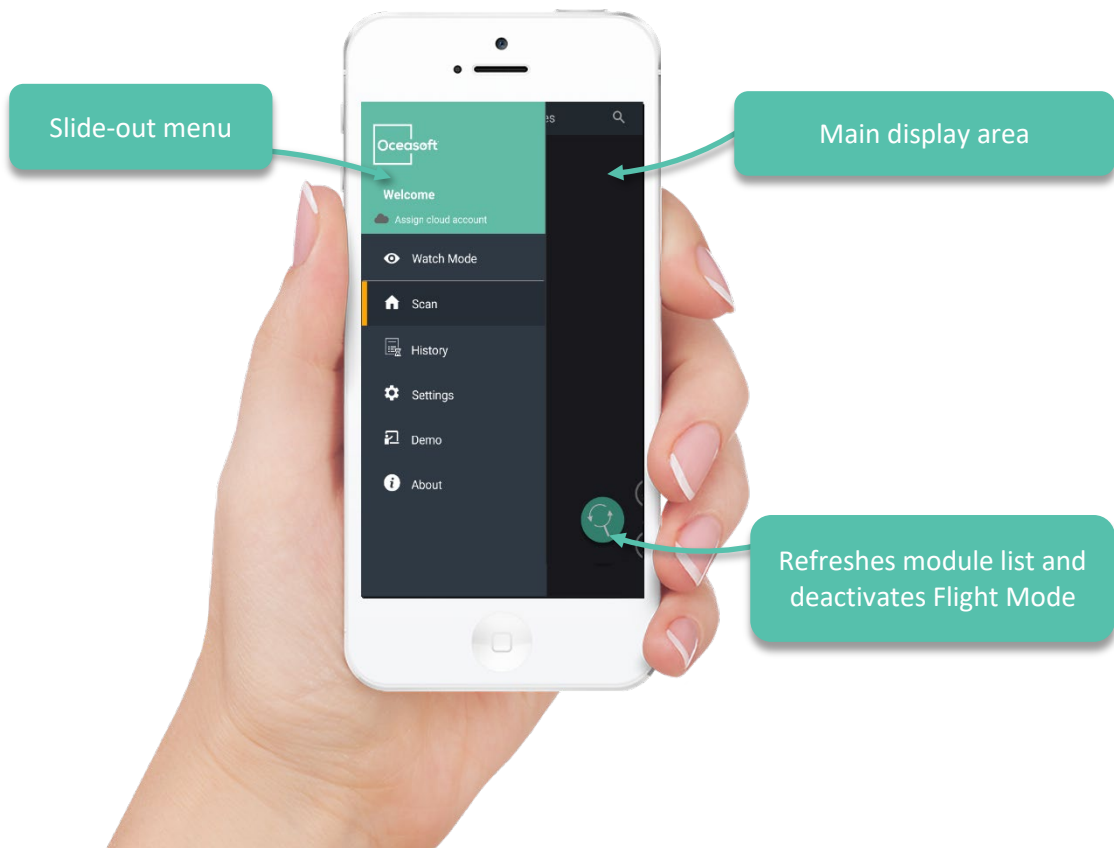 Slide-out menu
Main display area
es
Oceasoft
Welcome
Assign cloud account
Watch Mode
Scan
History
Settings
Demo
About
Refreshes module list and
deactivates Flight Mode